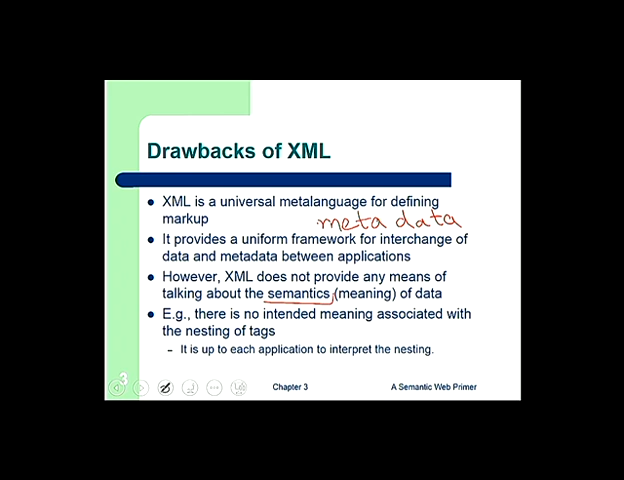 Drawbacks of XML
• XML is a universal metalanguage for defining
markup
meta data
• It provides a uniform framework for interchange of
data and metadata between applications
• However, XML does not provide any means of
talking about the semantics (meaning) of data
• E.g., there is no intended meaning associated with
the nesting of tags
– It is up to each application to interpret the nesting.
3
Chapter 3 A Semantic Web Primer